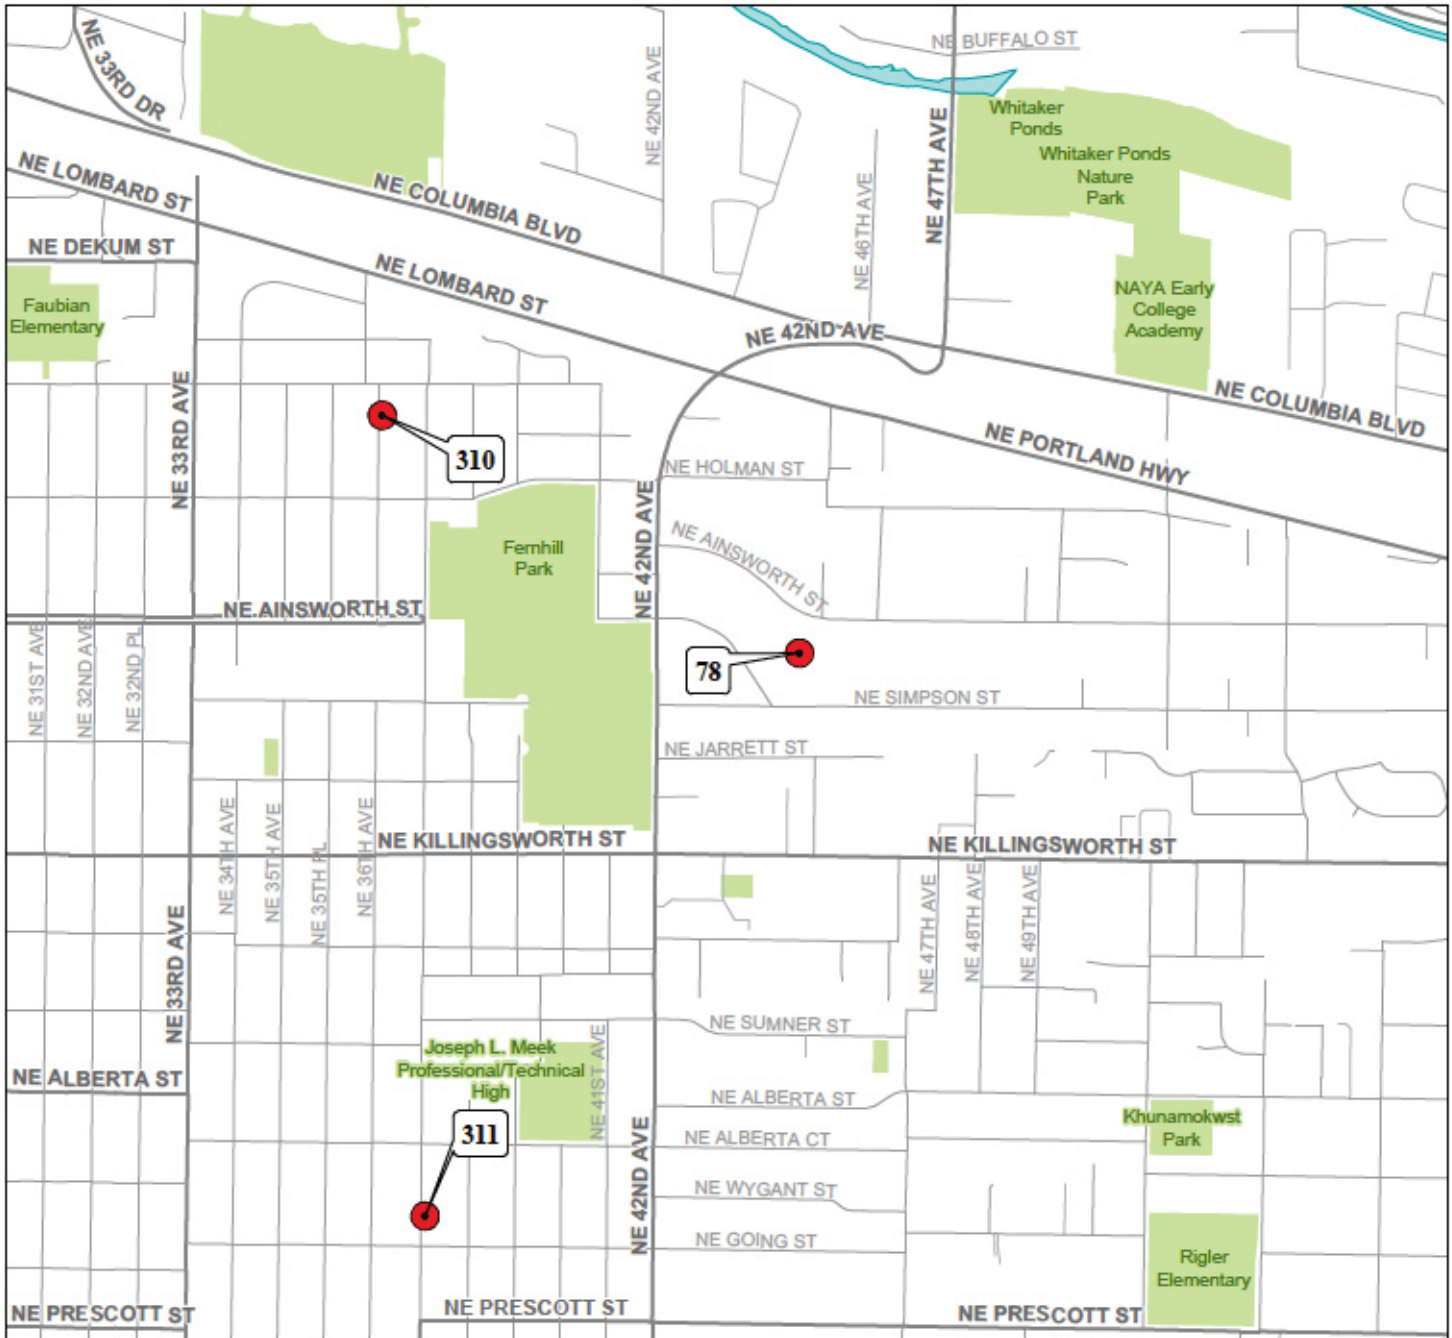 NE 33RD DR
NE 42ND AVE
NE BUFFALO ST
NE 47TH AVE
Whitaker
Ponds
Whitaker Ponds
Nature
Park
NE LOMBARD ST
NE COLUMBIA BLVD
NE 46TH AVE
NE DEKUM ST
NE LOMBARD ST
Faubian
Elementary
NAYA Early
College
Academy
NE 42ND AVE
NE 33RD AVE
NE COLUMBIA BLVD
310
NE PORTLAND HWY
NE HOLMAN ST
NE 42ND AVE
NE AINSWORTH ST
Fernhill
Park
NE AINSWORTH ST
NE 31ST AVE
NE 32ND AVE
NE 32ND PL
78
NE SIMPSON ST
NE JARRETT ST
NE 34TH AVE
NE 35TH AVE
NE 35TH PL
NE 36TH AVE
NE KILLINGSWORTH ST
NE KILLINGSWORTH ST
NE 33RD AVE
NE 47TH AVE
NE 48TH AVE
NE 49TH AVE
NE SUMNER ST
Joseph L. Meek
Professional/Technical
High
NE 41ST AVE
NE ALBERTA ST
NE ALBERTA ST
311
NE ALBERTA CT
Khunamokwst
Park
NE 42ND AVE
NE WYGANT ST
NE GOING ST
Rigler
Elementary
NE PRESCOTT ST
NE PRESCOTT ST
NE PRESCOTT ST